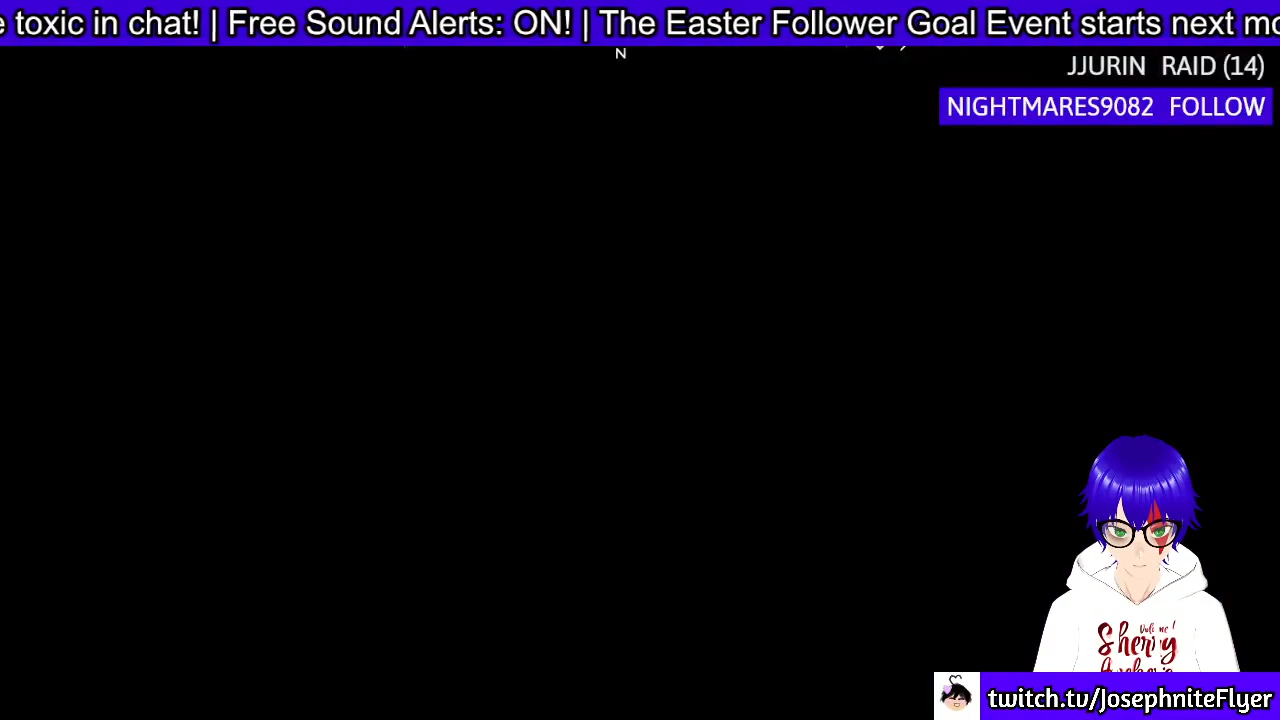 e toxic in chat! | Free Sound Alerts: ON! | The Easter Follower Goal Event starts next mo
N
JJURIN RAID (14)
NIGHTMARES9082 FOLLOW
Sherry
twitch.tv/JosephniteFlyer